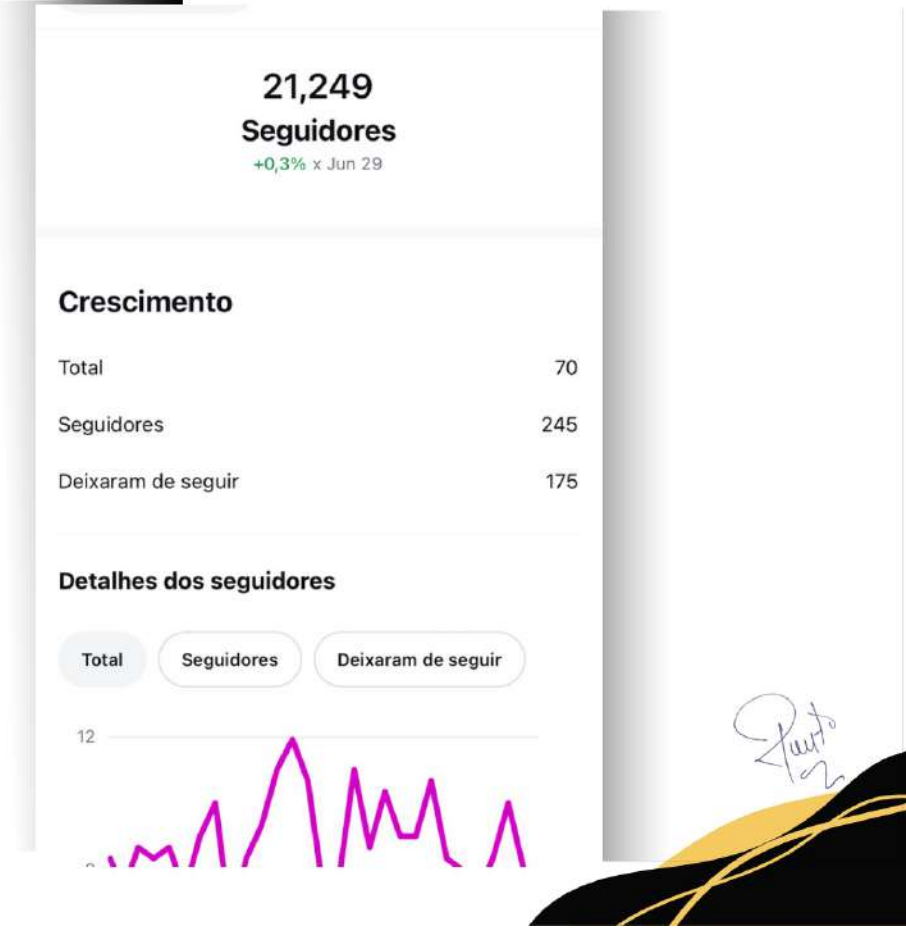 21,249
Seguidores
+0,3% x Jun 29
Crescimento
Total 70
Seguidores 245
Deixaram de seguir 175
Detalhes dos seguidores
Total Seguidores Deixaram de seguir
12